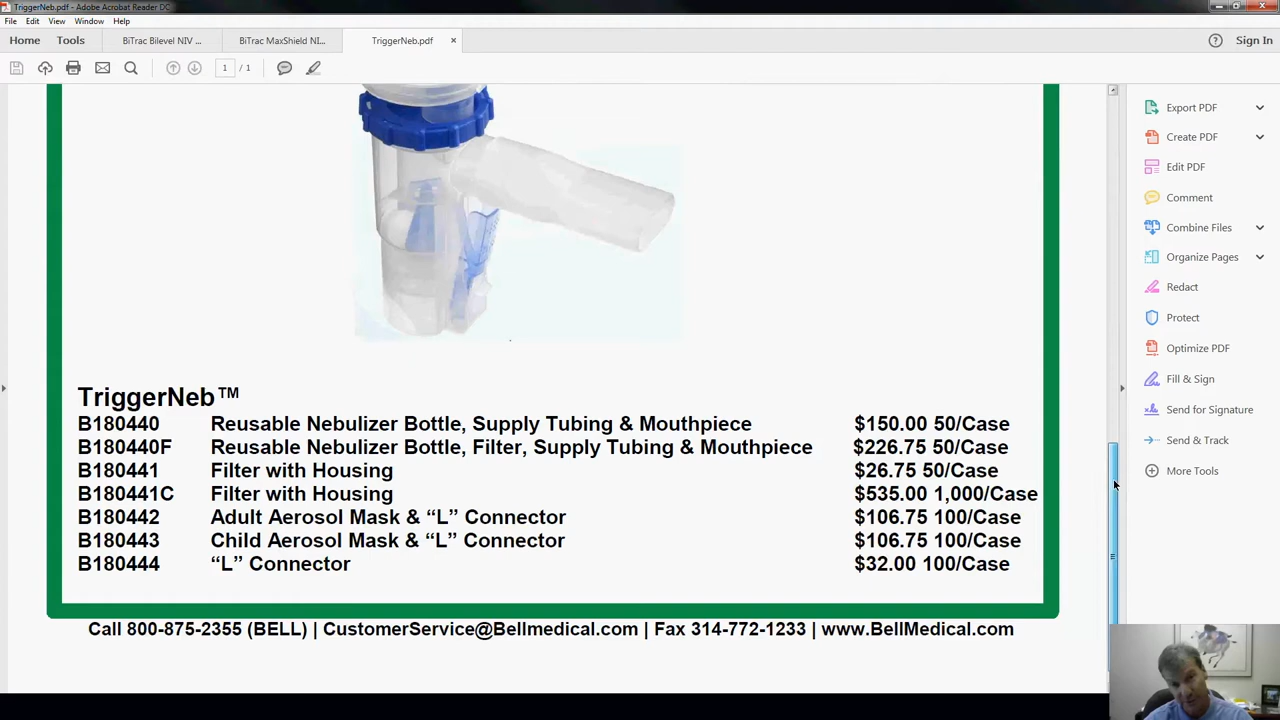 TriggerNeb.pdf - Adobe Acrobat Reader DC
File Edit View Window Help
Home Tools BiTrac Bilevel NIV ... BiTrac MaxShield NI... TriggerNeb.pdf × Sign In
1 / 1
Export PDF
Create PDF
Edit PDF
Comment
Combine Files
Organize Pages
Redact
Protect
Optimize PDF
Fill & Sign
Send for Signature
Send & Track
More Tools
TriggerNeb™
B180440 Reusable Nebulizer Bottle, Supply Tubing & Mouthpiece $150.00 50/Case
B180440F Reusable Nebulizer Bottle, Filter, Supply Tubing & Mouthpiece $226.75 50/Case
B180441 Filter with Housing $26.75 50/Case
B180441C Filter with Housing $535.00 1,000/Case
B180442 Adult Aerosol Mask & “L” Connector $106.75 100/Case
B180443 Child Aerosol Mask & “L” Connector $106.75 100/Case
B180444 “L” Connector $32.00 100/Case
Call 800-875-2355 (BELL) | CustomerService@Bellmedical.com | Fax 314-772-1233 | www.BellMedical.com